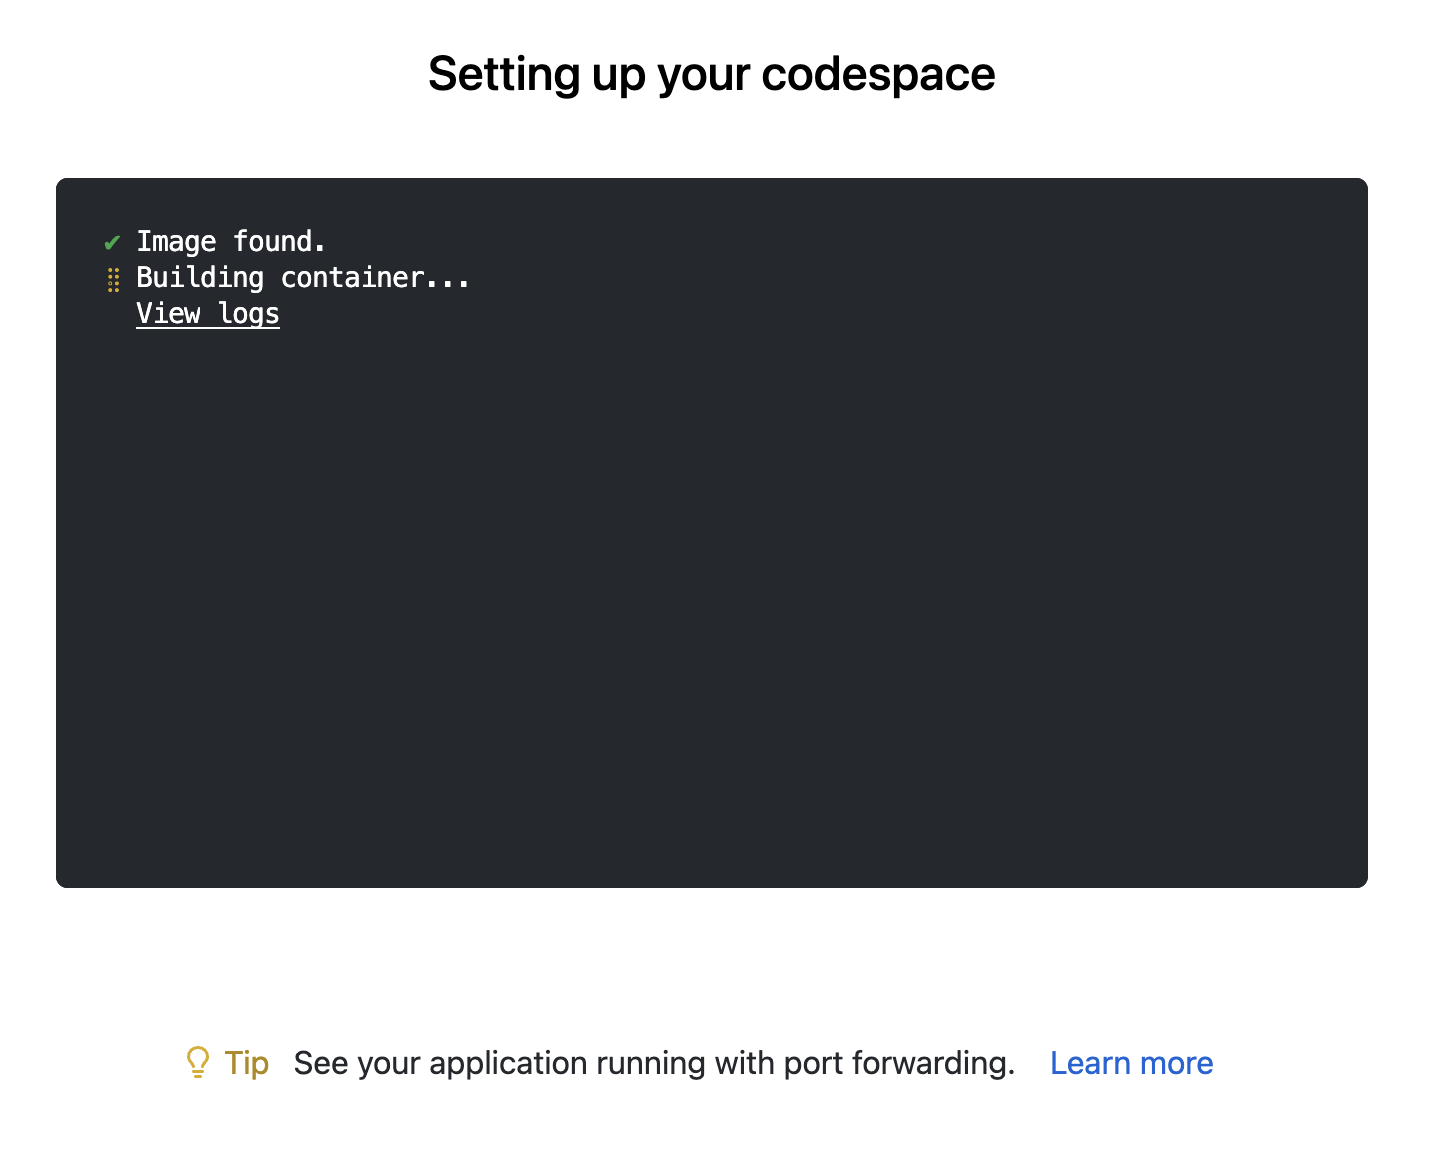 Setting up your codespace
✔ Image found.
⣿ Building container...
View logs
Tip See your application running with port forwarding. Learn more